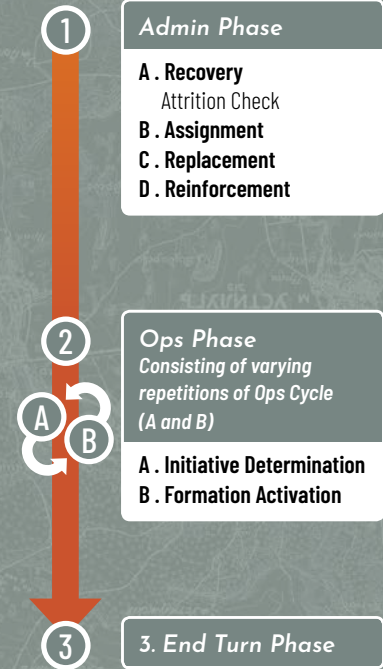 1
Admin Phase
A . Recovery
Attrition Check
B . Assignment
C . Replacement
D . Reinforcement
2
Ops Phase
Consisting of varying
repetitions of Ops Cycle
(A and B)
A
B
A . Initiative Determination
B . Formation Activation
3
3. End Turn Phase